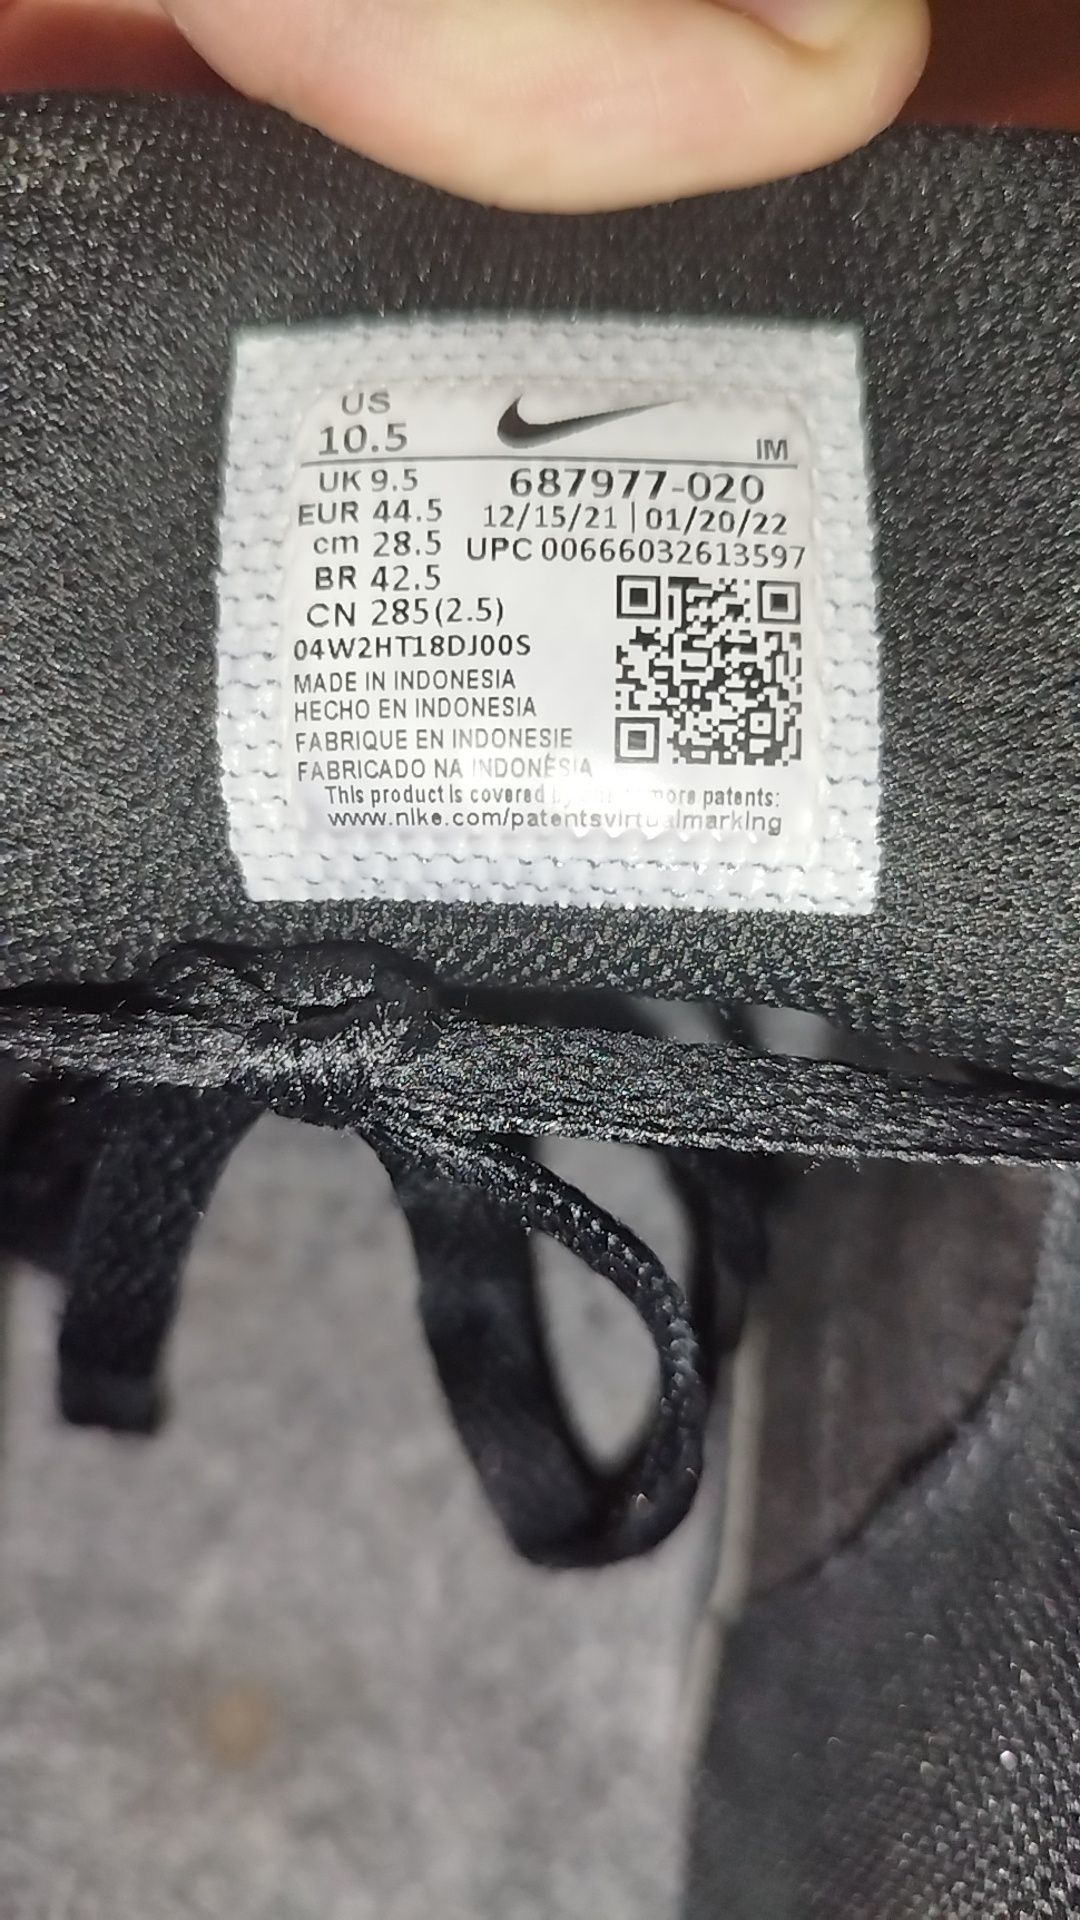 US
10.5
IM
UK 9.5
687977-020
EUR 44.5
12/15/21 | 01/20/22
cm 28.5
UPC 00666032613597
BR 42.5
CN 285(2.5)
04W2HT18DJ00S
MADE IN INDONESIA
HECHO EN INDONESIA
FABRIQUE EN INDONESIE
FABRICADO NA INDONÉSIA
This product is covered by more patents:
www.nike.com/patentsvirtualmarking